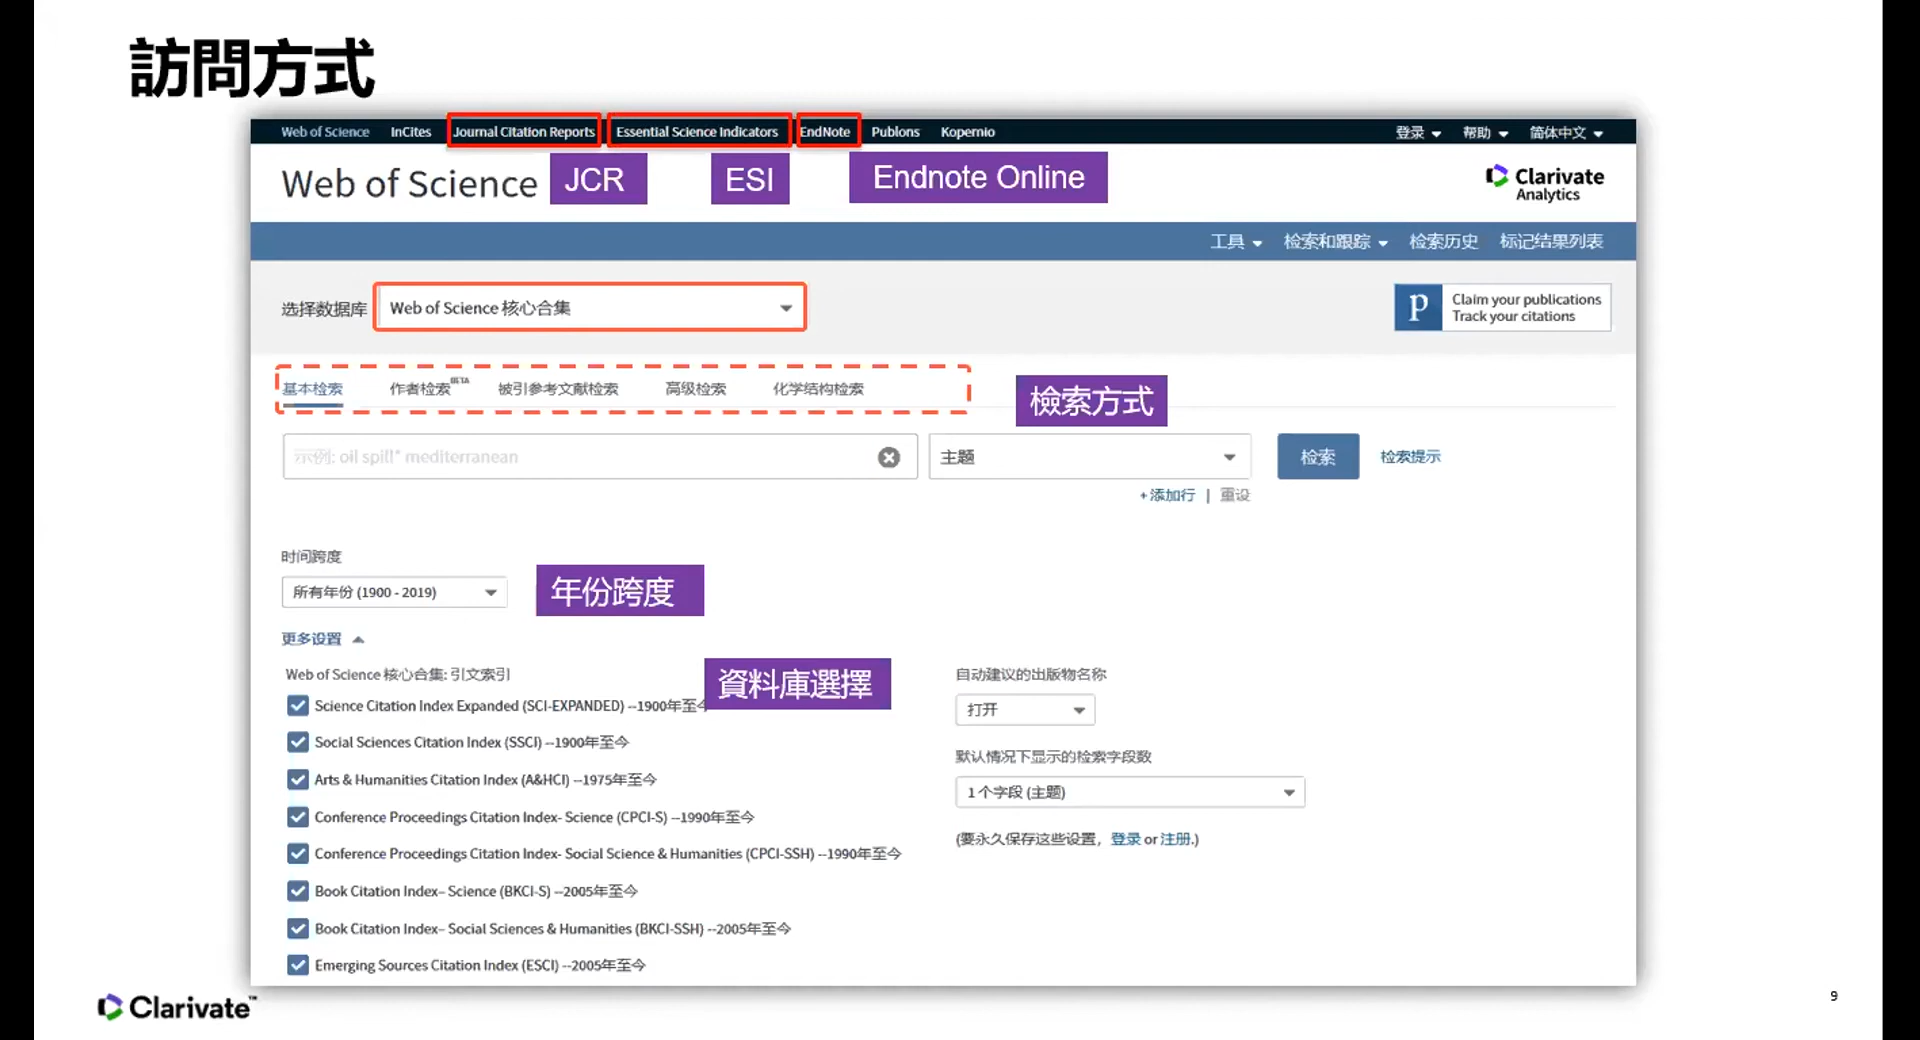 訪問方式
Web of Science InCites Journal Citation Reports Essential Science Indicators EndNote Publons Kopernio 登录 帮助 简体中文
Web of Science JCR ESI Endnote Online Clarivate Analytics
工具 检索和跟踪 检索历史 标记结果列表
选择数据库 Web of Science 核心合集 p Claim your publications
Track your citations
基本检索 作者检索BETA 被引参考文献检索 高级检索 化学结构检索 檢索方式
示例: oil spill* mediterranean 主题 检索 检索提示
+添加行 | 重设
时间跨度
所有年份 (1900 - 2019) 年份跨度
更多设置
Web of Science 核心合集: 引文索引 資料庫選擇 自动建议的出版物名称
Science Citation Index Expanded (SCI-EXPANDED) --1900年至今 打开
Social Sciences Citation Index (SSCI) --1900年至今 默认情况下显示的检索字段数
Arts & Humanities Citation Index (A&HCI) --1975年至今 1 个字段 (主题)
Conference Proceedings Citation Index- Science (CPCI-S) --1990年至今 (要永久保存这些设置，登录 or 注册.)
Conference Proceedings Citation Index- Social Science & Humanities (CPCI-SSH) --1990年至今
Book Citation Index– Science (BKCI-S) --2005年至今
Book Citation Index– Social Sciences & Humanities (BKCI-SSH) --2005年至今
Emerging Sources Citation Index (ESCI) --2005年至今
Clarivate™ 9